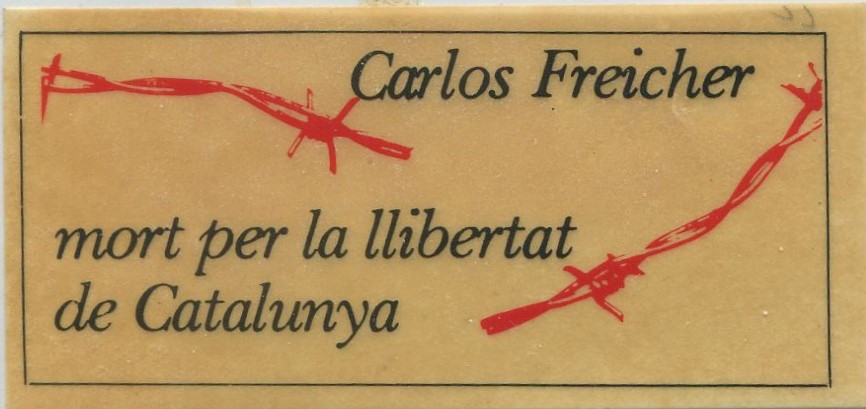 Carlos Freicher
mort per la llibertat
de Catalunya